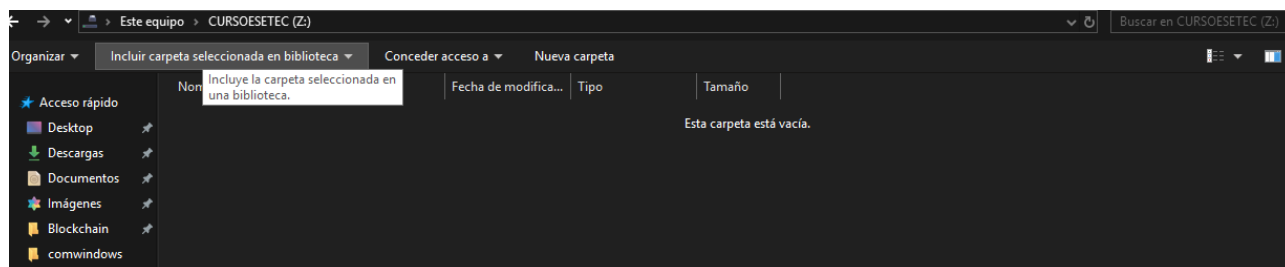 Este equipo > CURSOESETEC (Z:)
Buscar en CURSOESETEC (Z:)
Organizar
Incluir carpeta seleccionada en biblioteca
Conceder acceso a
Nueva carpeta
Incluye la carpeta seleccionada en
una biblioteca.
Fecha de modifica...
Tipo
Tamaño
Acceso rápido
Esta carpeta está vacía.
Desktop
Descargas
Documentos
Imágenes
Blockchain
comwindows